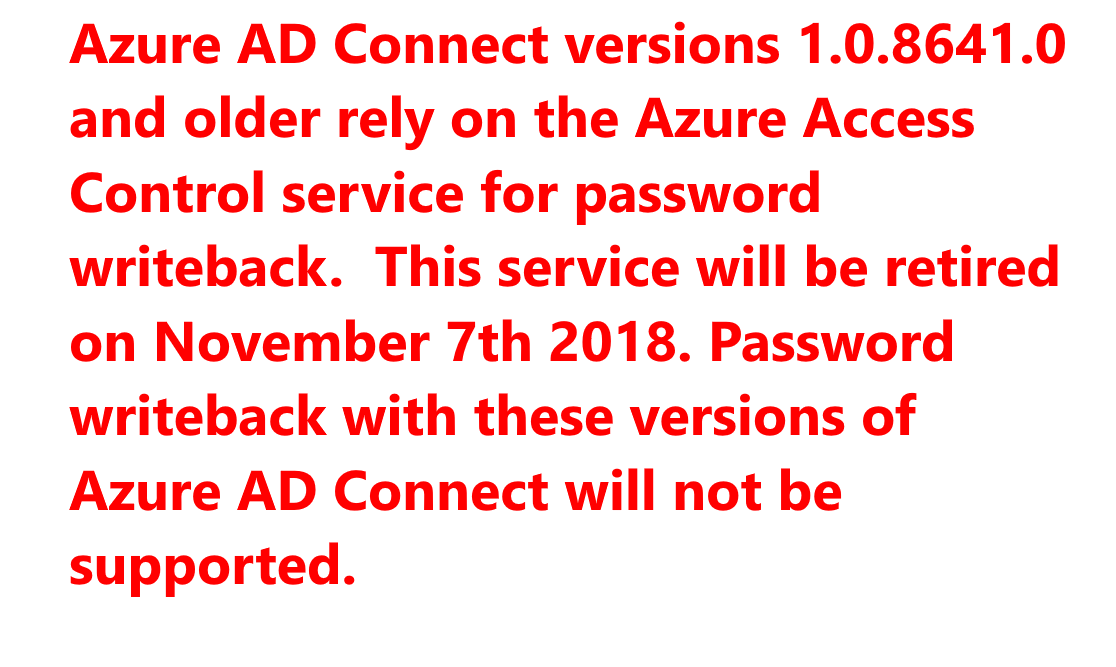 Azure AD Connect versions 1.0.8641.0
and older rely on the Azure Access
Control service for password
writeback.  This service will be retired
on November 7th 2018. Password
writeback with these versions of
Azure AD Connect will not be
supported.